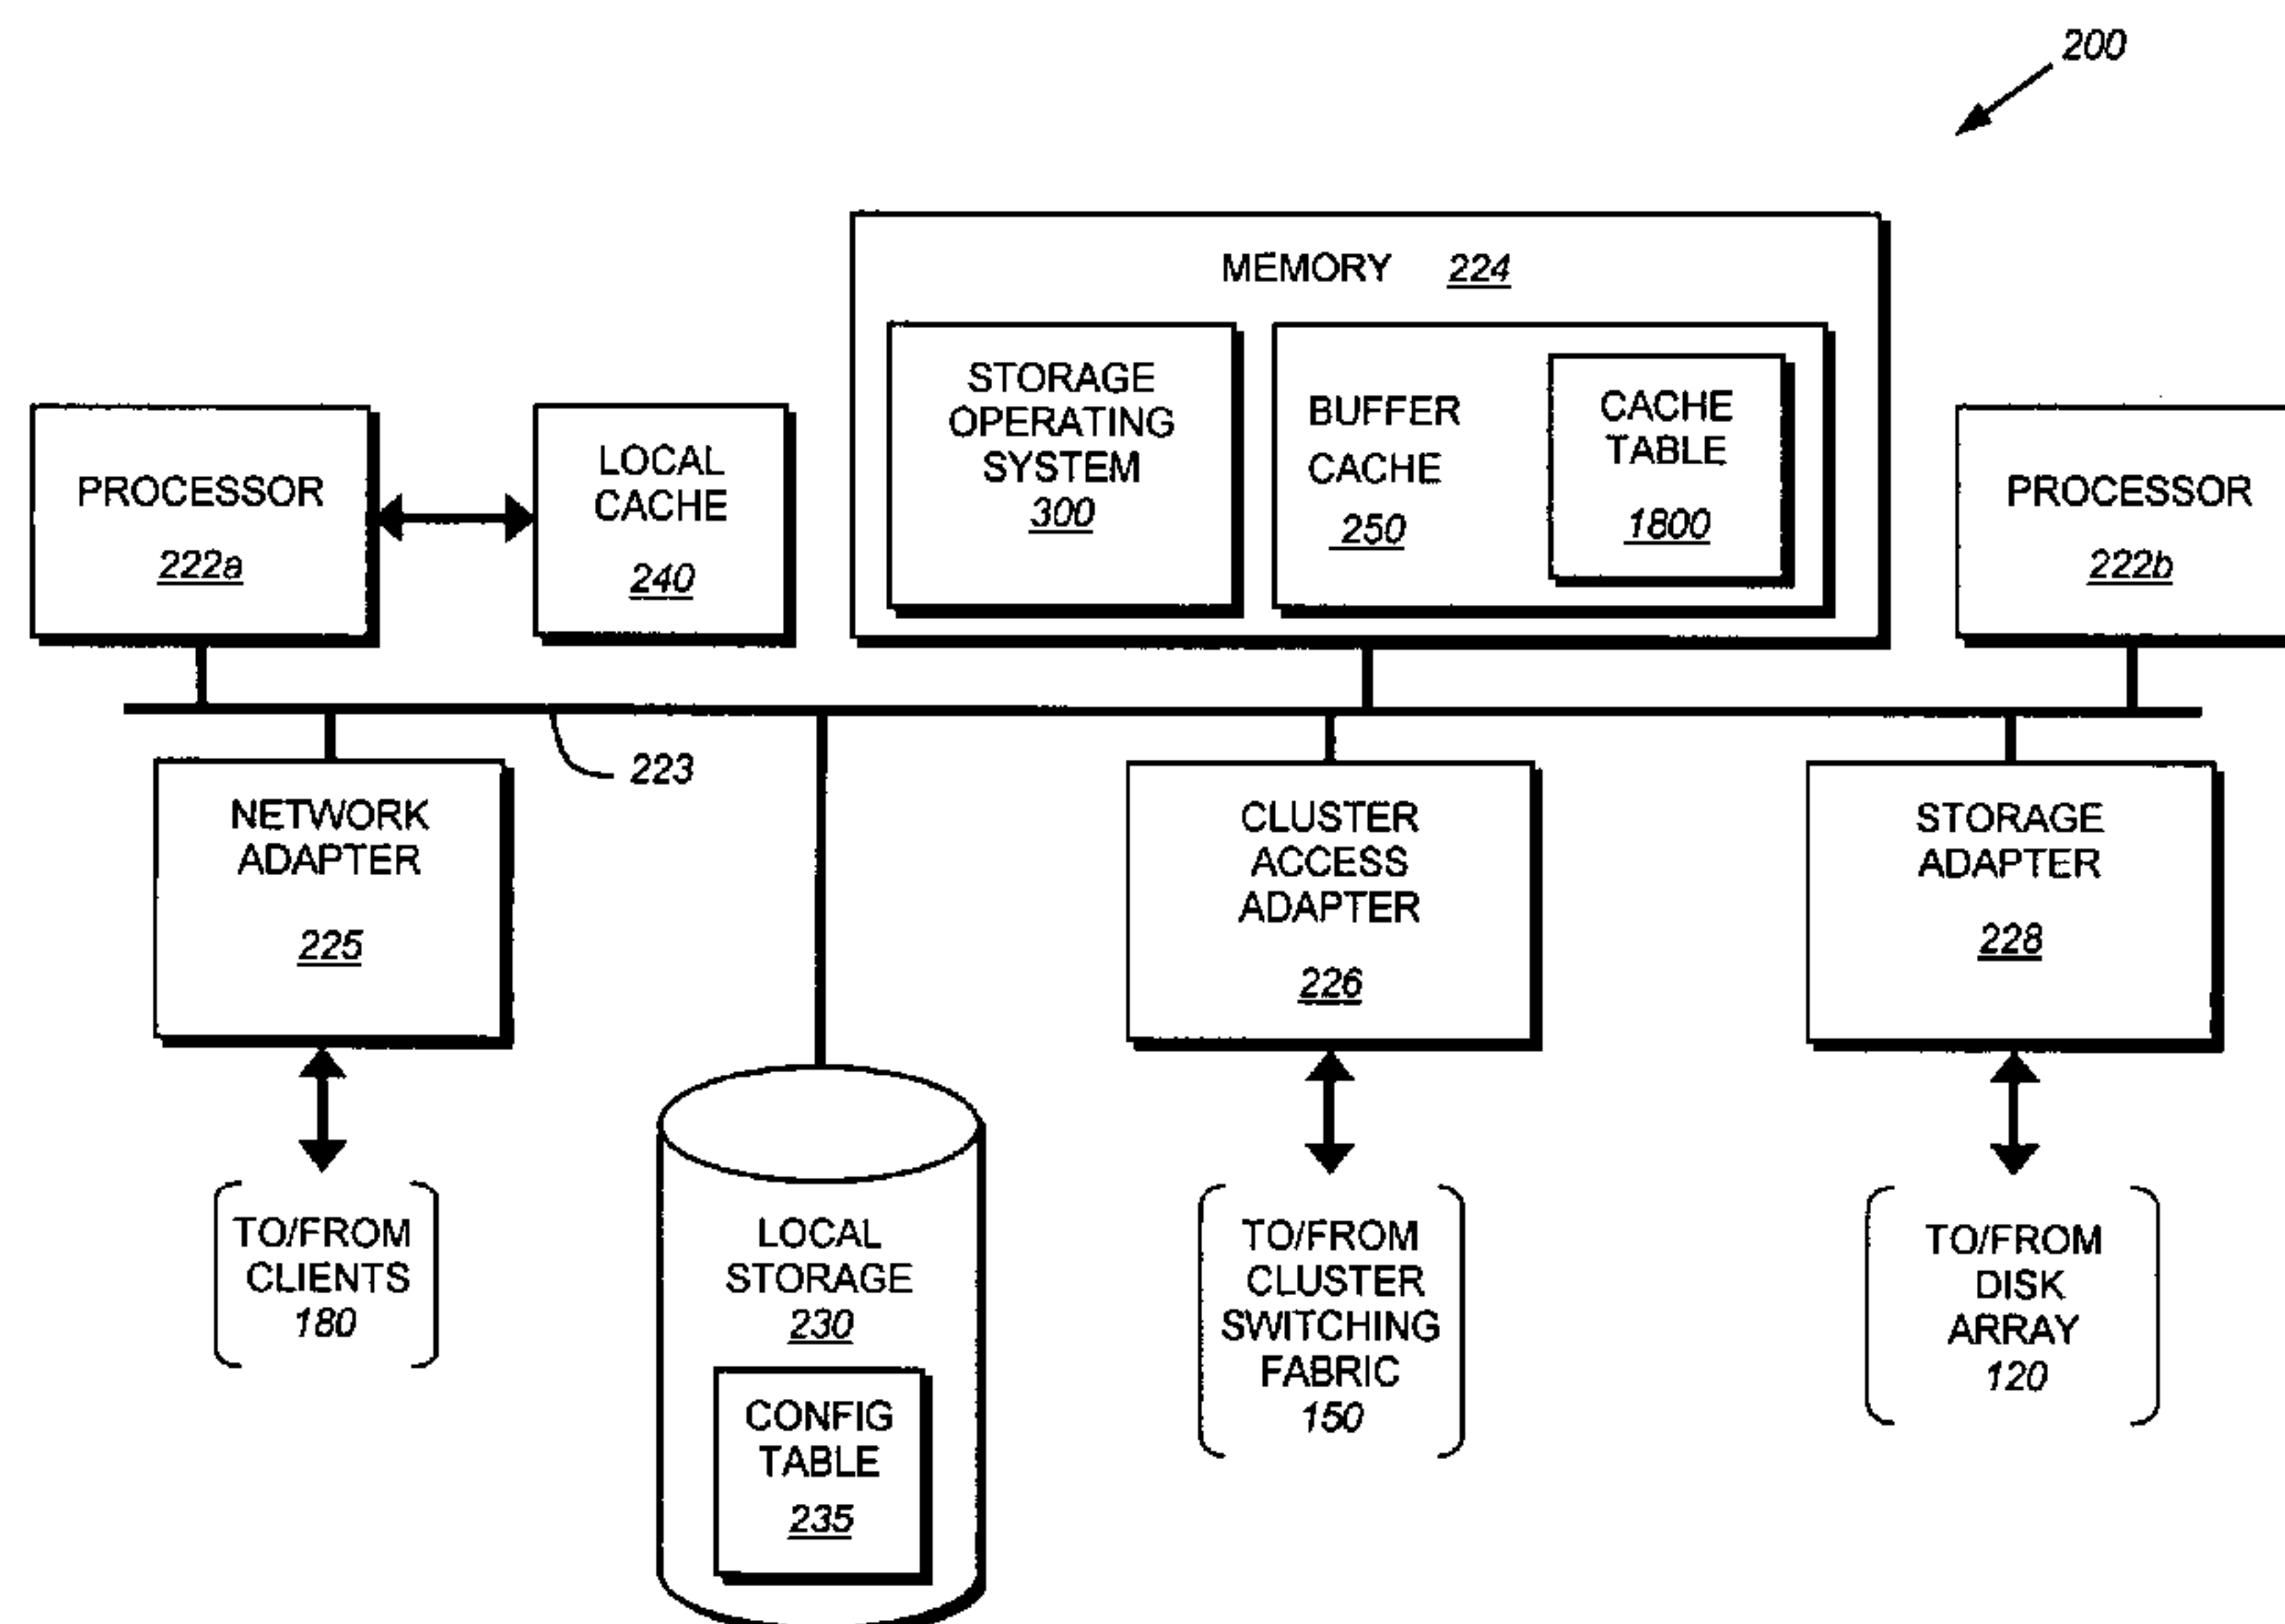 200
MEMORY 224
STORAGE
OPERATING
SYSTEM
300
BUFFER
CACHE
250
CACHE
TABLE
1800
PROCESSOR
222a
LOCAL
CACHE
240
PROCESSOR
222b
223
NETWORK
ADAPTER
225
CLUSTER
ACCESS
ADAPTER
226
STORAGE
ADAPTER
228
TO/FROM
CLIENTS
180
LOCAL
STORAGE
230
CONFIG
TABLE
235
TO/FROM
CLUSTER
SWITCHING
FABRIC
150
TO/FROM
DISK
ARRAY
120